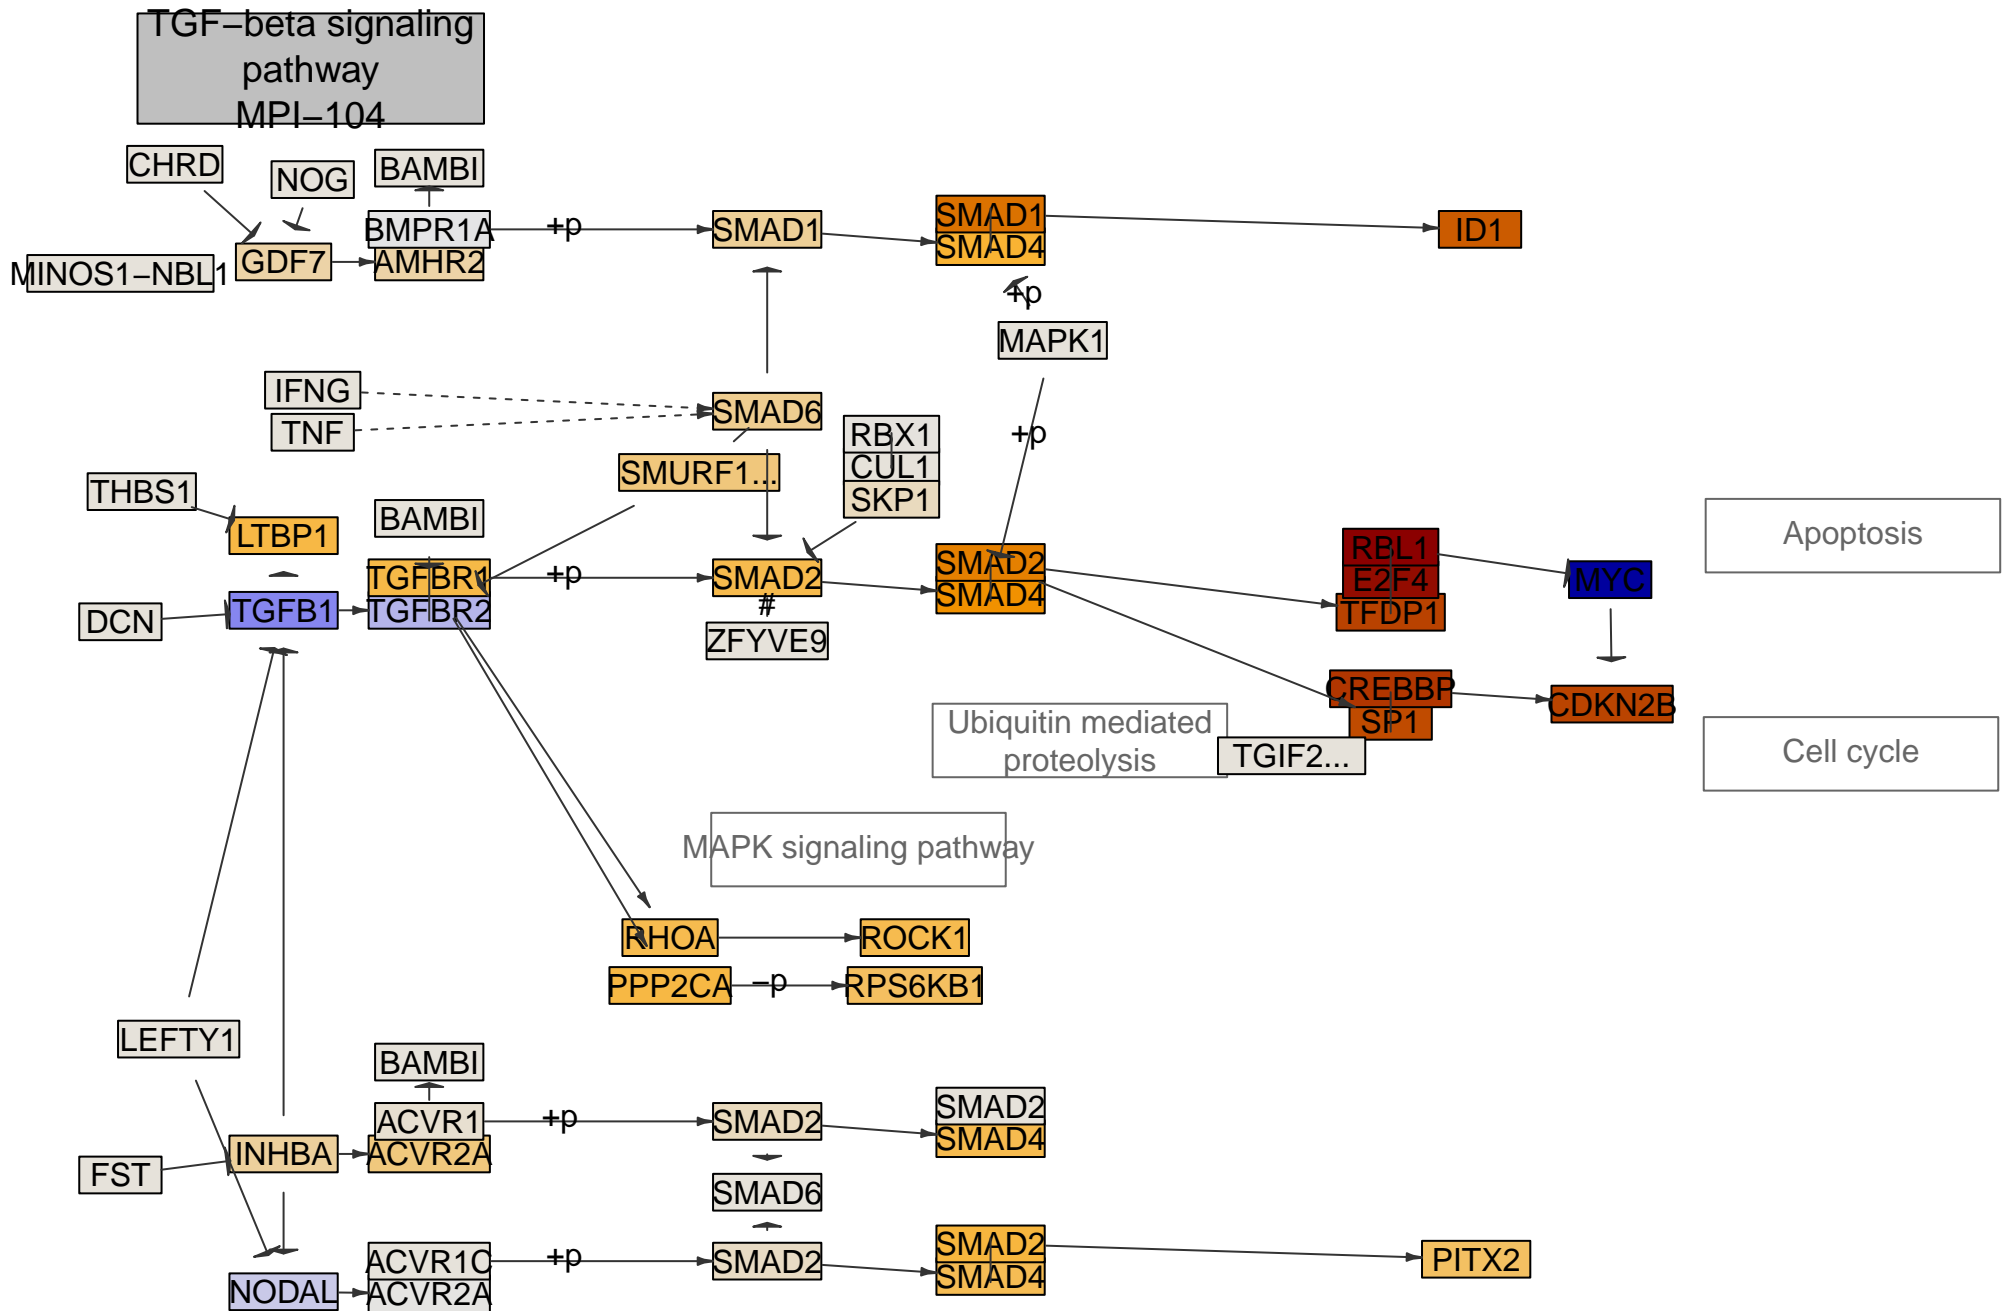 TGF−beta signaling
pathway
MPI−104
CHRD
NOG
BAMBI
BMPR1A
+p
SMAD1
SMAD1
SMAD4
ID1
MINOS1−NBL1
GDF7
AMHR2
+p
MAPK1
IFNG
TNF
SMAD6
RBX1
CUL1
SKP1
+p
SMURF1...
THBS1
LTBP1
BAMBI
TGFBR1
TGFBR2
+p
SMAD2
#
ZFYVE9
SMAD2
SMAD4
RBL1
E2F4
TFDP1
MYC
Apoptosis
DCN
TGFB1
CREBBP
SP1
CDKN2B
Ubiquitin mediated
proteolysis
TGIF2...
Cell cycle
MAPK signaling pathway
RHOA
ROCK1
PPP2CA
−p
RPS6KB1
LEFTY1
BAMBI
ACVR1
ACVR2A
+p
SMAD2
SMAD2
SMAD4
INHBA
FST
SMAD6
ACVR1C
ACVR2A
+p
SMAD2
SMAD2
SMAD4
PITX2
NODAL